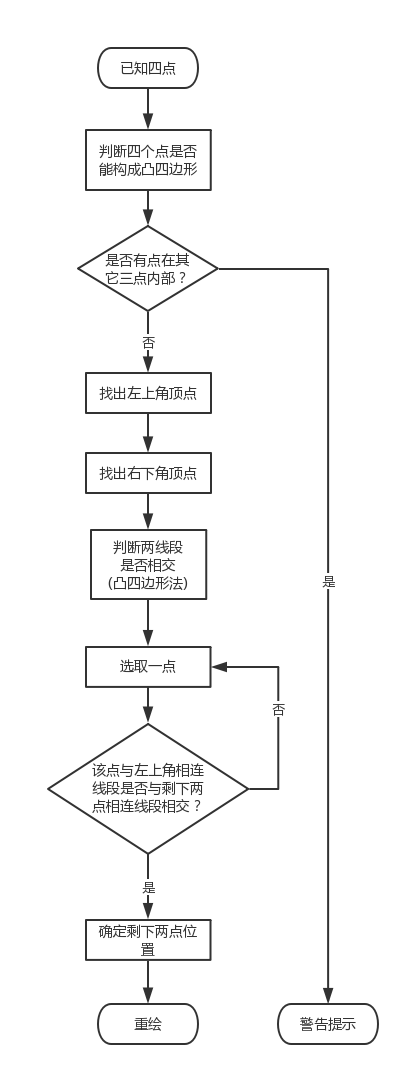 已知四点
判断四个点是否
能构成凸四边形
是否有点在其
它三点内部？
否
找出左上角顶点
找出右下角顶点
判断两线段
是否相交
(凸四边形法)
是
选取一点
否
该点与左上角相连
线段是否与剩下两
点相连线段相交？
是
确定剩下两点位
置
重绘
警告提示